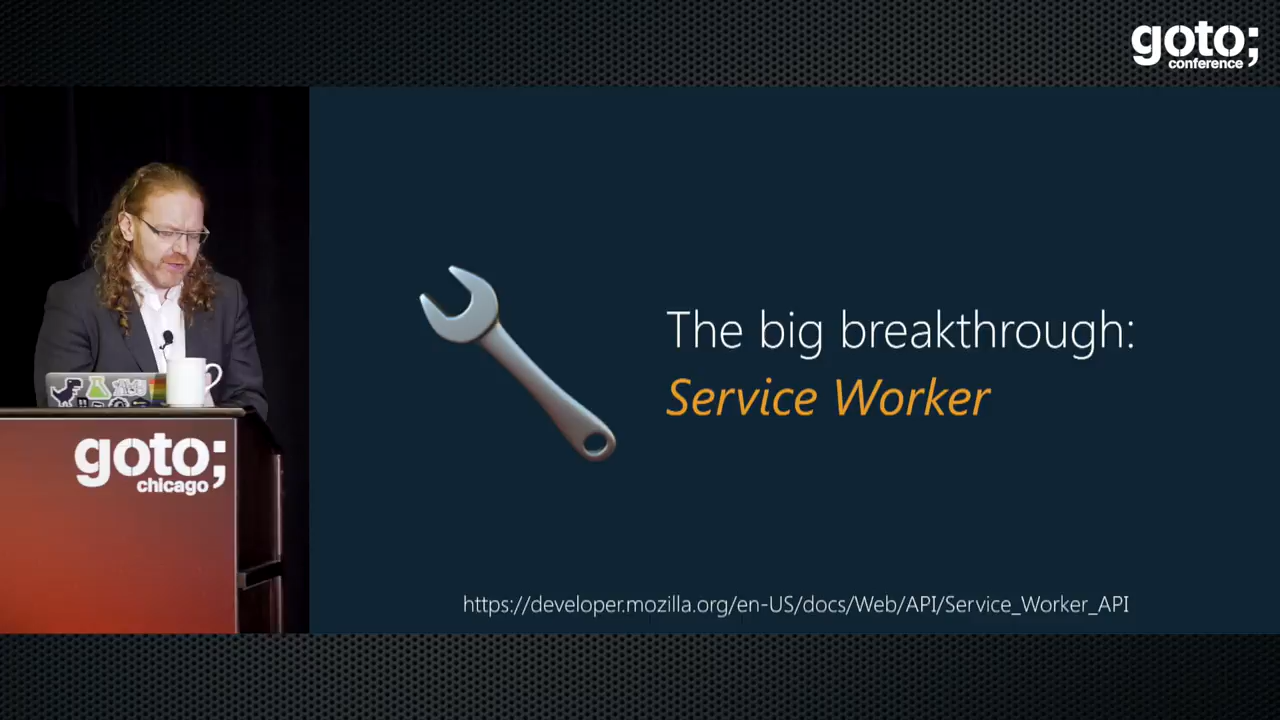 goto;
conference
The big breakthrough:
Service Worker
goto;
chicago
https://developer.mozilla.org/en-US/docs/Web/API/Service_Worker_API